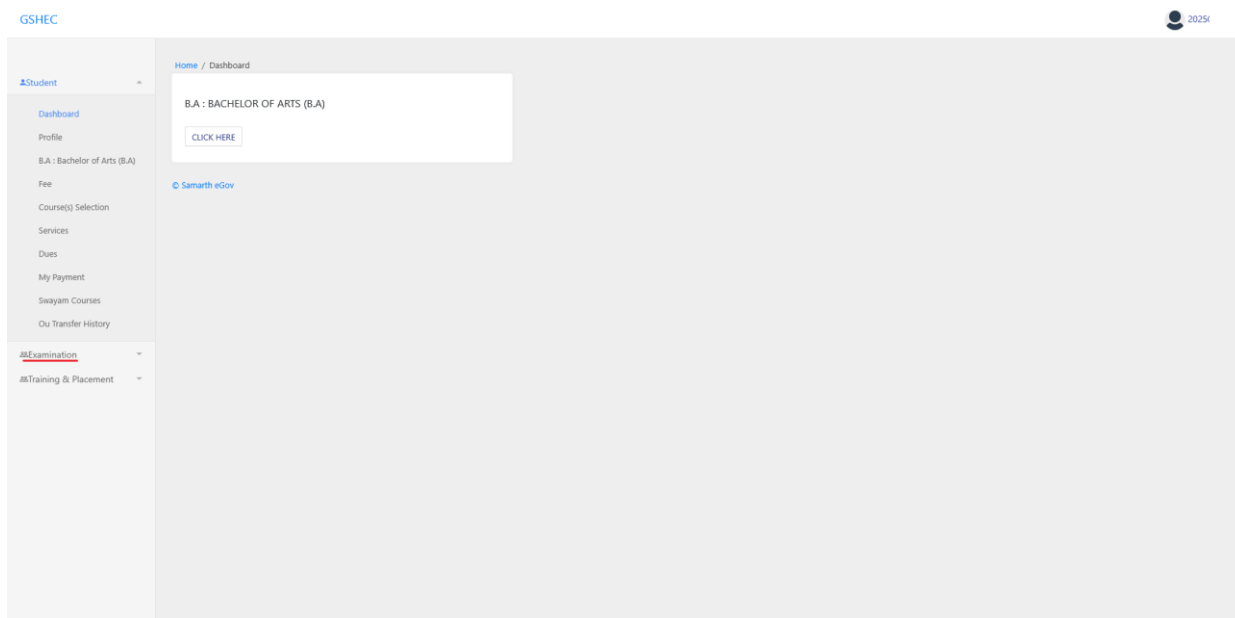 GSHEC
2025
Student
Dashboard
Profile
B.A : Bachelor of Arts (B.A)
Fee
Course(s) Selection
Services
Dues
My Payment
Swayam Courses
Ou Transfer History
Examination
Training & Placement
Home / Dashboard
B.A : BACHELOR OF ARTS (B.A)
CLICK HERE
© Samarth eGov